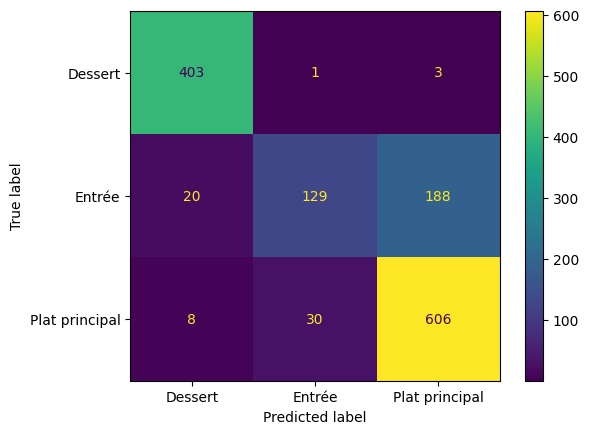 Dessert 403 1 3
Entrée 20 129 188
Plat principal 8 30 606
Dessert Entrée Plat principal
Predicted label
True label
600
500
400
300
200
100